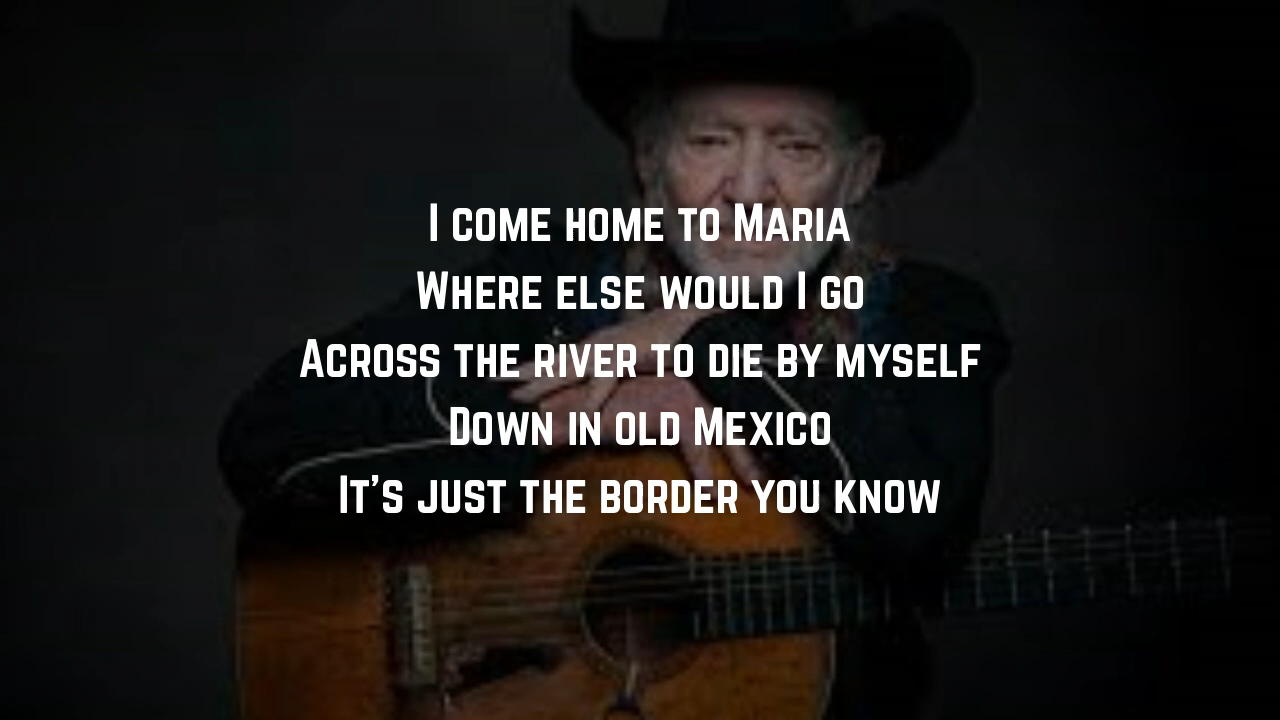 I come home to Maria
Where else would I go
Across the river to die by myself
Down in old Mexico
It's just the border you know